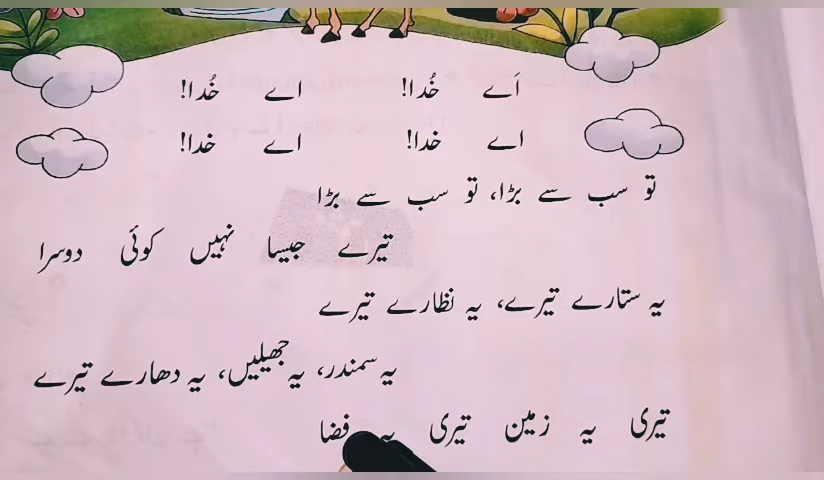 اَے خُدا! اے خُدا!
اے خدا! اے خدا!
تو سب سے بڑا، تو سب سے بڑا
تیرے جیسا نہیں کوئی دوسرا
یہ ستارے تیرے، یہ نظارے تیرے
یہ سمندر، یہ جھیلیں، یہ دھارے تیرے
تیری یہ زمین تیری یہ فضا